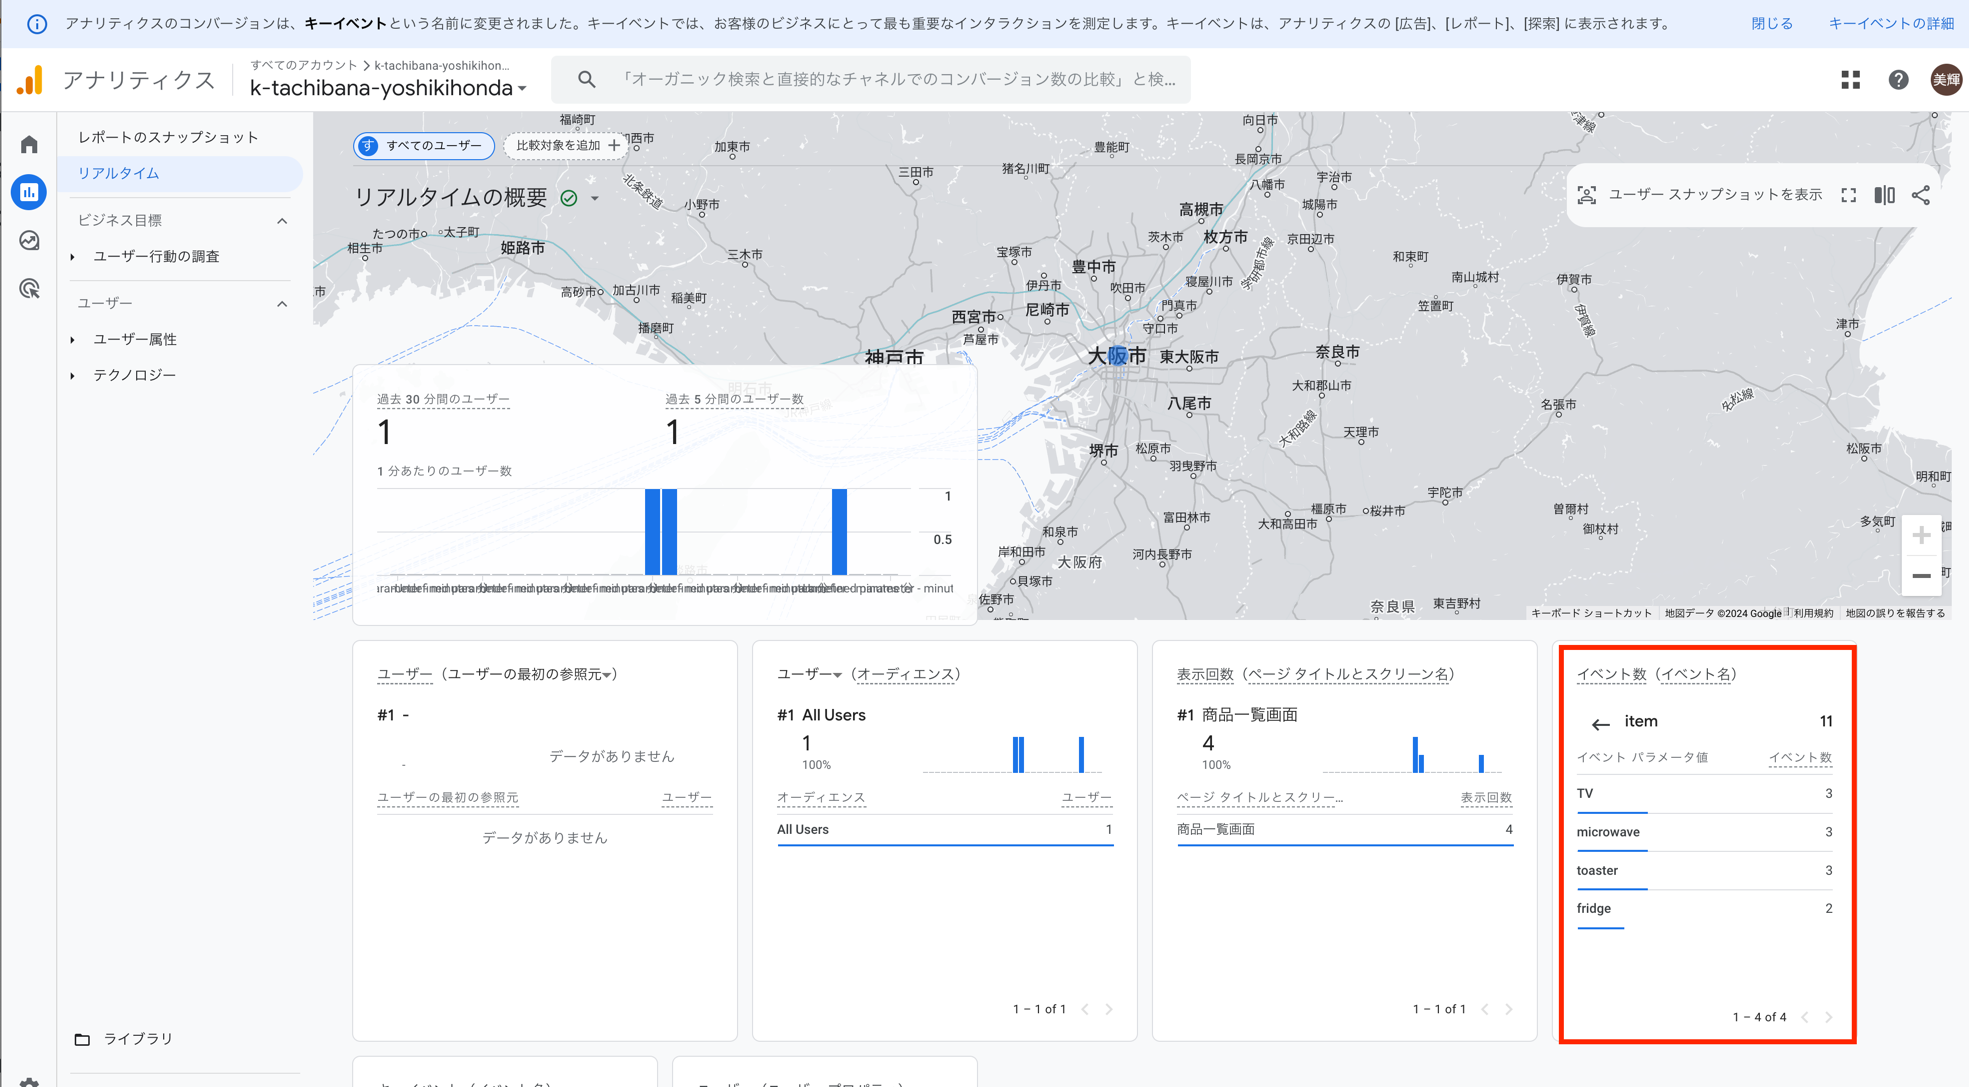 アナリティクスのコンバージョンは、キーイベントという名前に変更されました。キーイベントでは、お客様のビジネスにとって最も重要なインタラクションを測定します。キーイベントは、アナリティクスの [広告]、[レポート]、[探索] に表示されます。 閉じる キーイベントの詳細
アナリティクス
すべてのアカウント > k-tachibana-yoshikihon...
k-tachibana-yoshikihonda
「オーガニック検索と直接的なチャネルでのコンバージョン数の比較」と検...
美輝
レポートのスナップショット
リアルタイム
ビジネス目標
ユーザー行動の調査
ユーザー
ユーザー属性
テクノロジー
ライブラリ
す すべてのユーザー
比較対象を追加 +
リアルタイムの概要
ユーザー スナップショットを表示
福崎町
加東市
三田市
猪名川町
豊能町
向日市
長岡京市
八幡市
宇治市
城陽市
北条鉄道
小野市
高槻市
たつの市
太子町
相生市
姫路市
三木市
宝塚市
豊中市
茨木市
枚方市
京田辺市
学研都市線
和束町
南山城村
伊賀市
笠置町
伊賀線
津市
高砂市
加古川市
稲美町
播磨町
伊丹市
吹田市
寝屋川市
門真市
守口市
西宮市
尼崎市
芦屋市
神戸市
大阪市
東大阪市
奈良市
大和郡山市
明石市
八尾市
大和路線
天理市
名張市
名松線
松阪市
明和町
堺市
松原市
羽曳野市
宇陀市
富田林市
大和高田市
橿原市
桜井市
曽爾村
御杖村
多気町
和泉市
岸和田市
大阪府
河内長野市
貝塚市
佐野市
奈良県
東吉野村
キーボード ショートカット 地図データ ©2024 Google 利用規約 地図の誤りを報告する
過去 30 分間のユーザー
1
過去 5 分間のユーザー数
1
1 分あたりのユーザー数
1
0.5
ユーザー（ユーザーの最初の参照元）
#1 -
-
データがありません
ユーザーの最初の参照元 ユーザー
データがありません
ユーザー（オーディエンス）
#1 All Users
1
100%
オーディエンス ユーザー
All Users 1
1 – 1 of 1
表示回数（ページ タイトルとスクリーン名）
#1 商品一覧画面
4
100%
ページ タイトルとスクリー... 表示回数
商品一覧画面 4
1 – 1 of 1
イベント数（イベント名）
← item 11
イベント パラメータ値 イベント数
TV 3
microwave 3
toaster 3
fridge 2
1 – 4 of 4